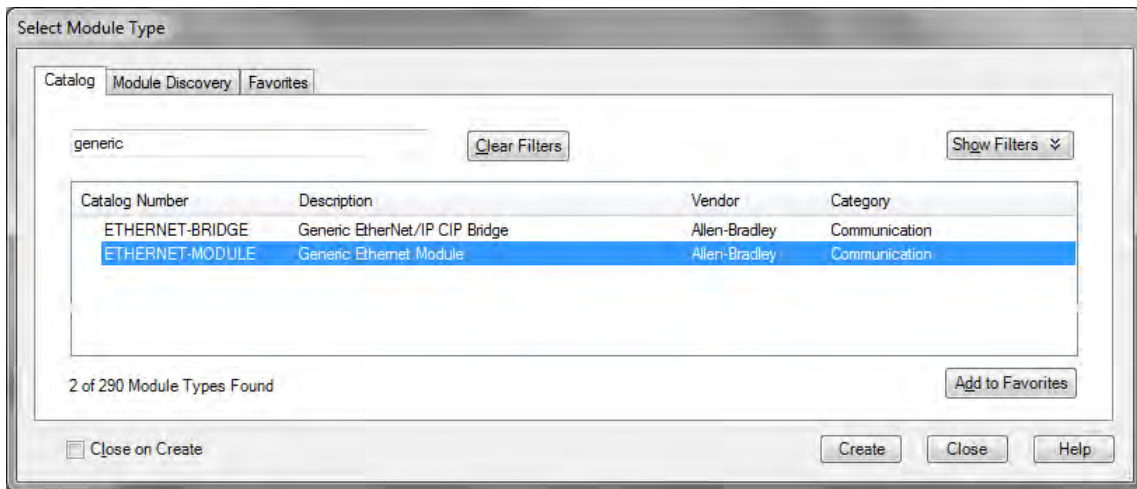 Select Module Type
Catalog Module Discovery Favorites
generic Clear Filters Show Filters
Catalog Number Description Vendor Category
ETHERNET-BRIDGE Generic EtherNet/IP CIP Bridge Allen-Bradley Communication
ETHERNET-MODULE Generic Ethernet Module Allen-Bradley Communication
2 of 290 Module Types Found Add to Favorites
Close on Create Create Close Help